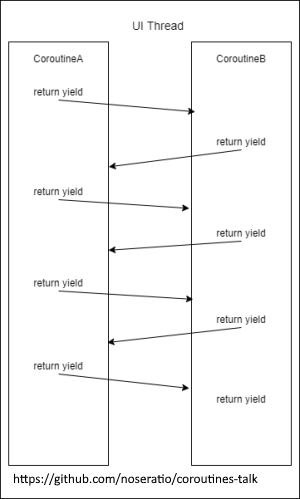 UI Thread
CoroutineA
CoroutineB
return yield
return yield
return yield
return yield
return yield
return yield
return yield
return yield
https://github.com/noseratio/coroutines-talk